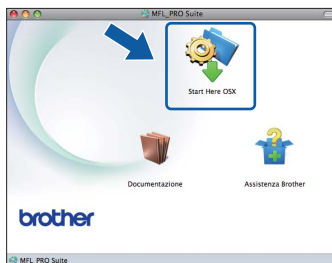 MFL_PRO Suite
Start Here OSX
Documentazione
Assistenza Brother
brother
MFL_PRO Suite